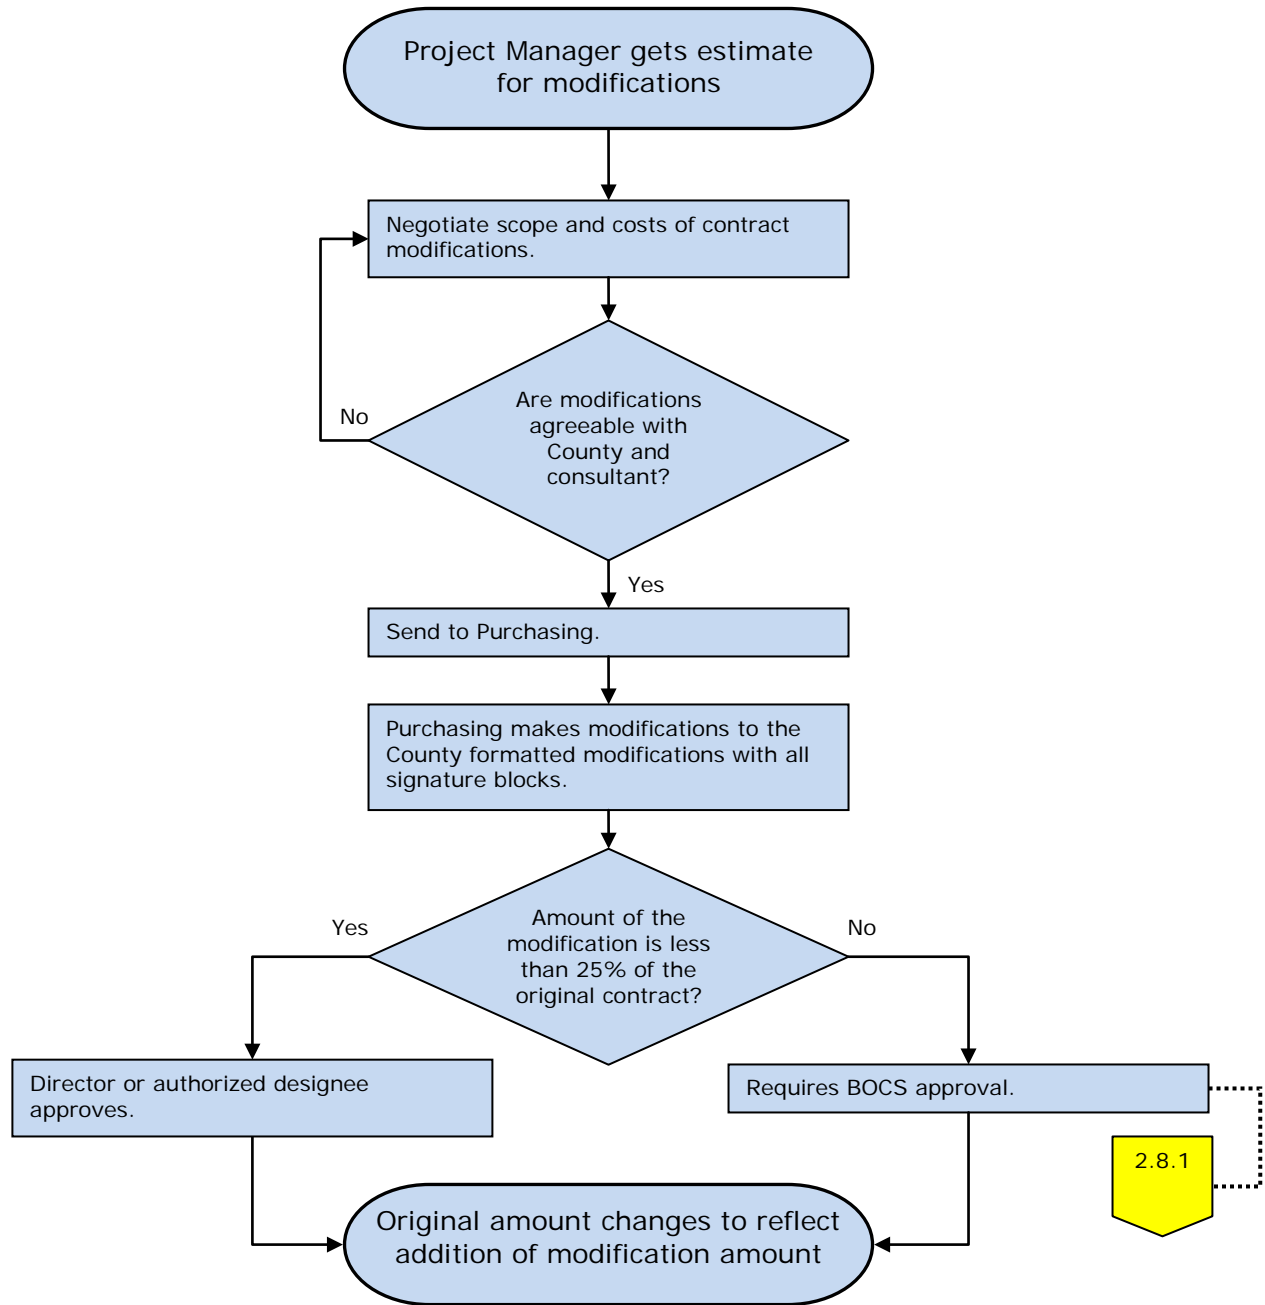 Project Manager gets estimate
for modifications
Negotiate scope and costs of contract
modifications.
Are modifications
agreeable with
County and
consultant?
No
Yes
Send to Purchasing.
Purchasing makes modifications to the
County formatted modifications with all
signature blocks.
Amount of the
modification is less
than 25% of the
original contract?
Yes
No
Director or authorized designee
approves.
Requires BOCS approval.
2.8.1
Original amount changes to reflect
addition of modification amount